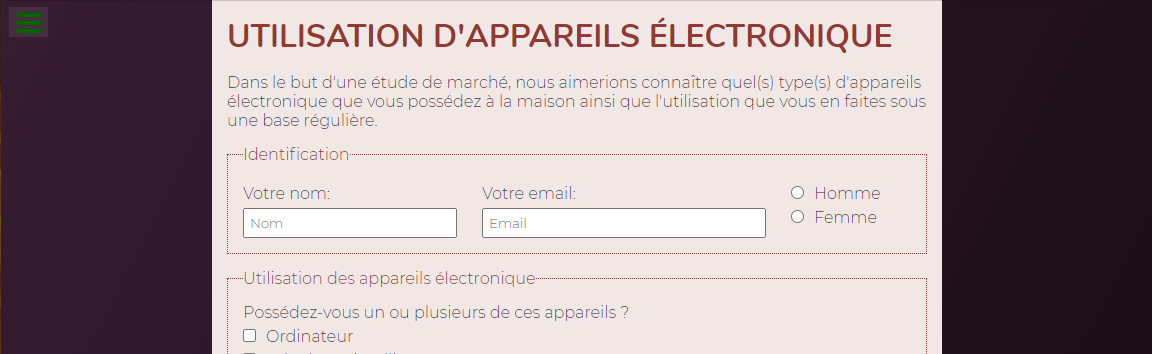 UTILISATION D'APPAREILS ÉLECTRONIQUE
Dans le but d'une étude de marché, nous aimerions connaître quel(s) type(s) d'appareils
électronique que vous possédez à la maison ainsi que l'utilisation que vous en faites sous
une base régulière.
Identification
Votre nom: Votre email: Homme
Nom Email Femme
Utilisation des appareils électronique
Possédez-vous un ou plusieurs de ces appareils ?
Ordinateur